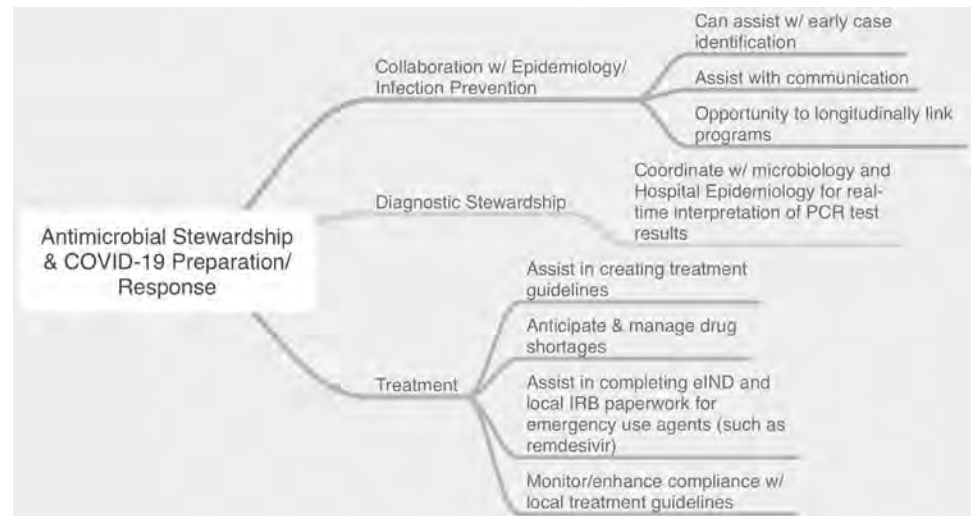 Can assist w/ early case
identification
Collaboration w/ Epidemiology/
Infection Prevention
Assist with communication
Opportunity to longitudinally link
programs
Diagnostic Stewardship
Coordinate w/ microbiology and
Hospital Epidemiology for real-
time interpretation of PCR test
results
Antimicrobial Stewardship
& COVID-19 Preparation/
Response
Assist in creating treatment
guidelines
Anticipate & manage drug
shortages
Treatment
Assist in completing eIND and
local IRB paperwork for
emergency use agents (such as
remdesivir)
Monitor/enhance compliance w/
local treatment guidelines